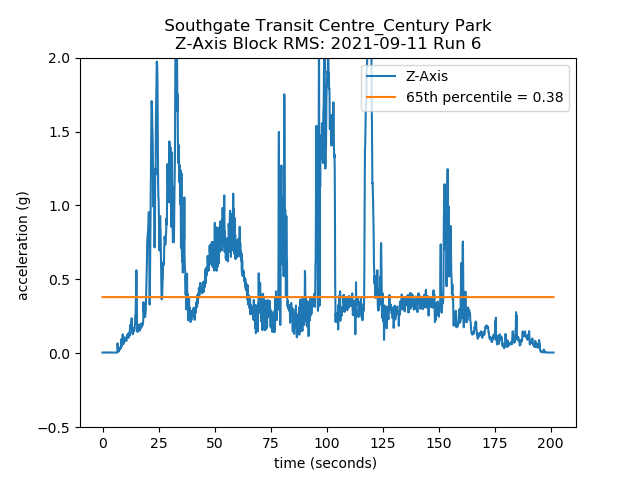 Southgate Transit Centre_Century Park
Z-Axis Block RMS: 2021-09-11 Run 6
Z-Axis
65th percentile = 0.38
acceleration (g)
2.0
1.5
1.0
0.5
0.0
−0.5
0 25 50 75 100 125 150 175 200
time (seconds)